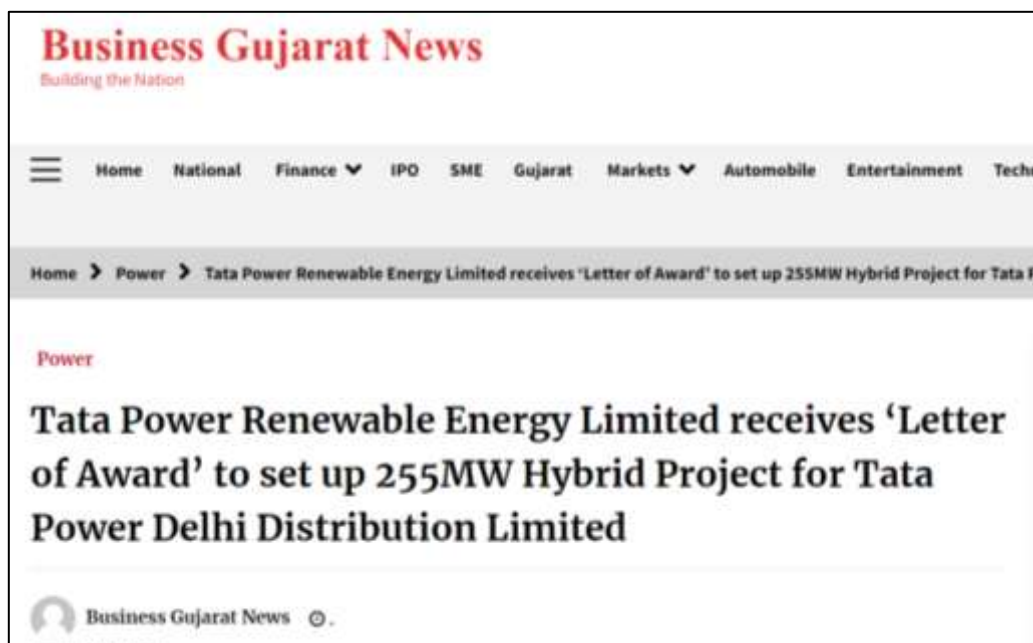 Business Gujarat News
Building the Nation
Home National Finance IPO SME Gujarat Markets Automobile Entertainment Techn
Home > Power > Tata Power Renewable Energy Limited receives ‘Letter of Award’ to set up 255MW Hybrid Project for Tata P
Power
Tata Power Renewable Energy Limited receives ‘Letter
of Award’ to set up 255MW Hybrid Project for Tata
Power Delhi Distribution Limited
Business Gujarat News .